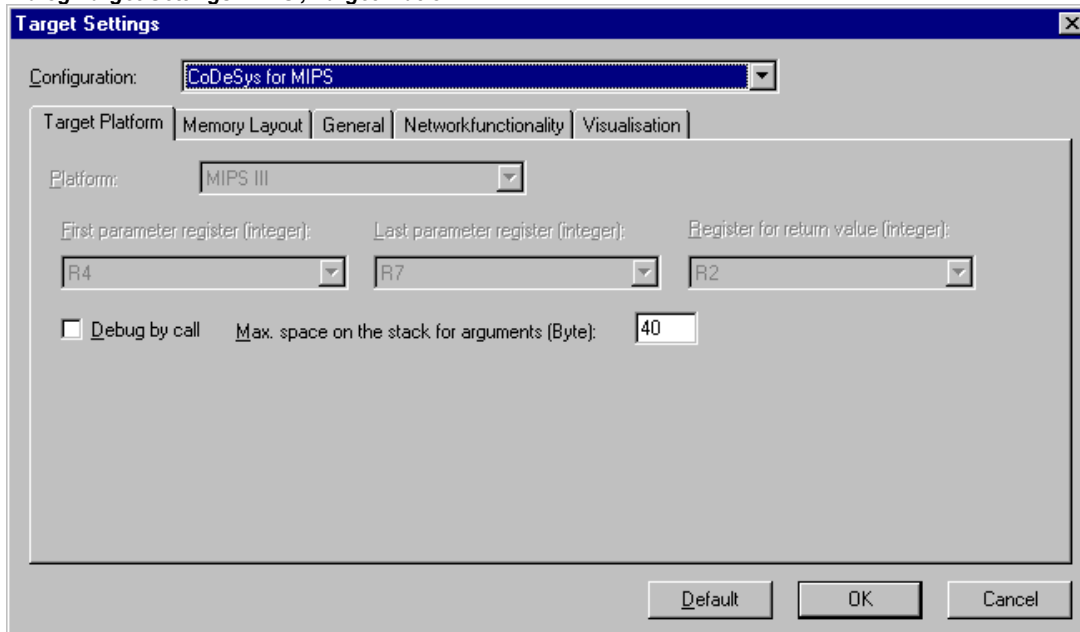 Target Settings
Configuration: CoDeSys for MIPS
Target Platform Memory Layout General Networkfunctionality Visualisation
Platform: MIPS III
First parameter register (integer): Last parameter register (integer): Register for return value (integer):
R4 R7 R2
Debug by call Max. space on the stack for arguments (Byte): 40
Default OK Cancel